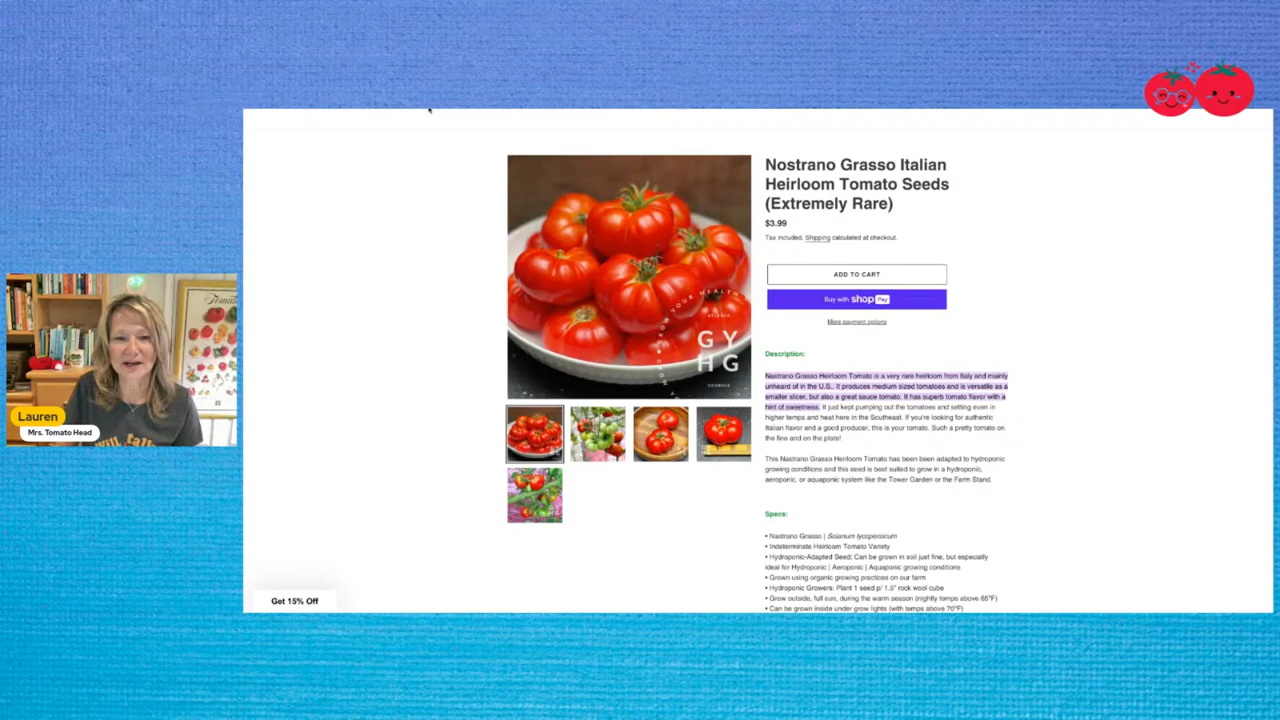 Nostrano Grasso Italian
Heirloom Tomato Seeds
(Extremely Rare)
$3.99
Tax included. Shipping calculated at checkout.
ADD TO CART
Buy with shop Pay
More payment options
Description:
Nostrano Grasso Heirloom Tomato is a very rare heirloom from Italy and mainly
unheard of in the U.S.. It produces medium sized tomatoes and is versatile as a
smaller slicer, but also a great sauce tomato. It has superb tomato flavor with a
hint of sweetness. It just kept pumping out the tomatoes and setting even in
higher temps and heat here in the Southeast. If you're looking for authentic
Italian flavor and a good producer, this is your tomato. Such a pretty tomato on
the fine and on the plate!
This Nostrano Grasso Heirloom Tomato has been been adapted to hydroponic
growing conditions and this seed is best suited to grow in a hydroponic,
aeroponic, or aquaponic system like the Tower Garden or the Farm Stand.
Specs:
• Nostrano Grasso | Solanum lycopersicum
• Indeterminate Heirloom Tomato Variety
• Hydroponic-Adapted Seed: Can be grown in soil just fine, but especially
ideal for Hydroponic | Aeroponic | Aquaponic growing conditions
• Grown using organic growing practices on our farm
• Hydroponic Growers: Plant 1 seed p/ 1.5" rock wool cube
• Grow outside, full sun, during the warm season (nightly temps above 65°F)
• Can be grown inside under grow lights (with temps above 70°F)
YOUR HEALTH
ATLANTA
GY
HG
GEORGIA
Lauren
Mrs. Tomato Head
Get 15% Off